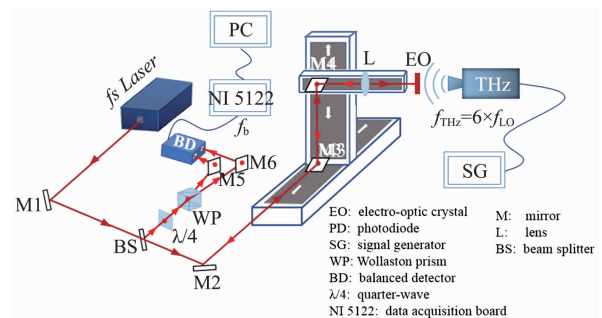 PC
fs Laser
NI 5122
f_b
BD
M4
L
EO
THz
f_THz=6×f_LO
M3
SG
M6
M5
WP
M1
λ/4
BS
M2
EO: electro-optic crystal
PD: photodiode
SG: signal generator
WP: Wollaston prism
BD: balanced detector
λ/4: quarter-wave
NI 5122: data acquisition board
M: mirror
L: lens
BS: beam splitter